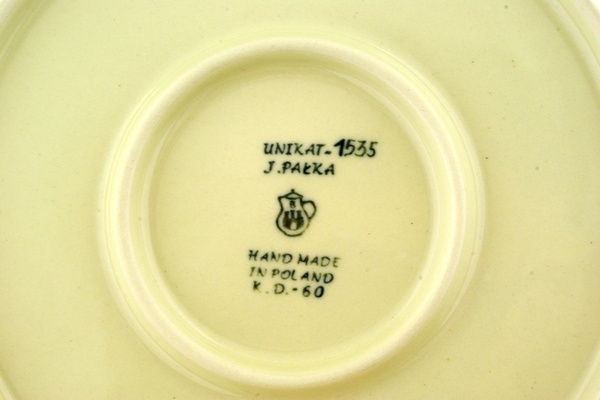 UNIKAT-1535
J. PAŁKA
HAND MADE
IN POLAND
K. D.-60